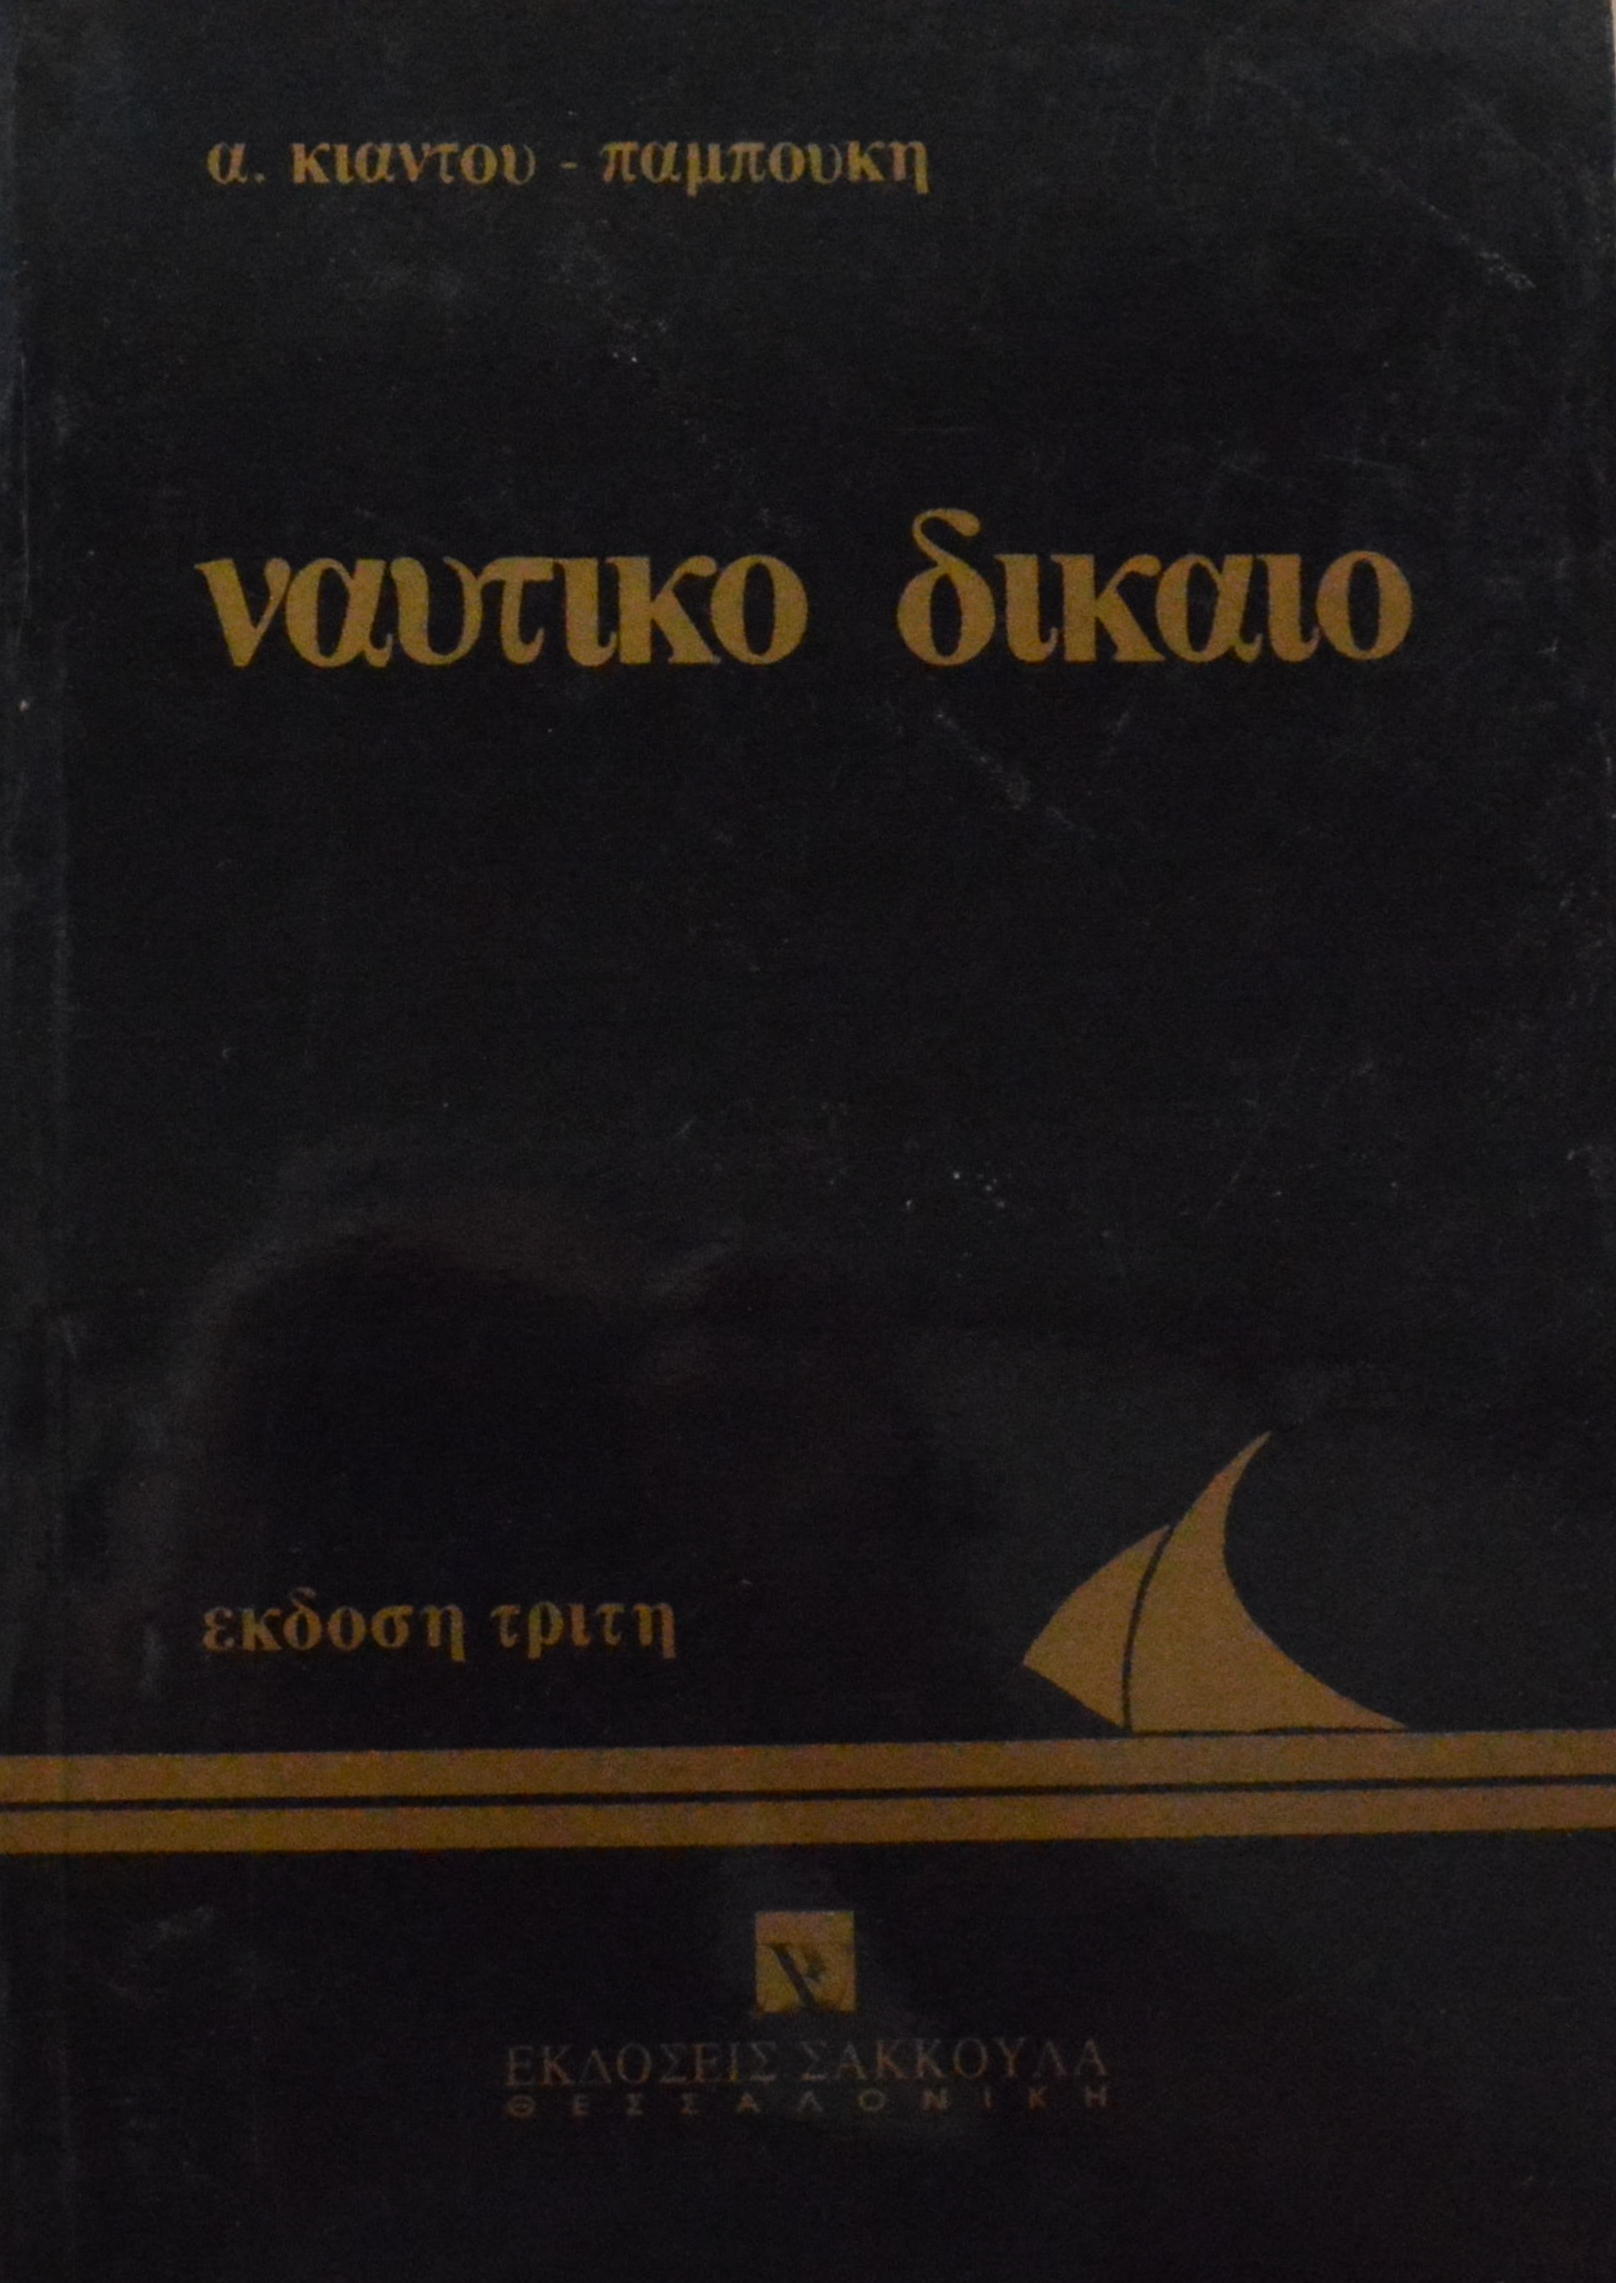 α. κιαντου - παμπουκη
ναυτικο δικαιο
εκδοση τριτη
ΕΚΔΟΣΕΙΣ ΣΑΚΚΟΥΛΑ
ΘΕΣΣΑΛΟΝΙΚΗ